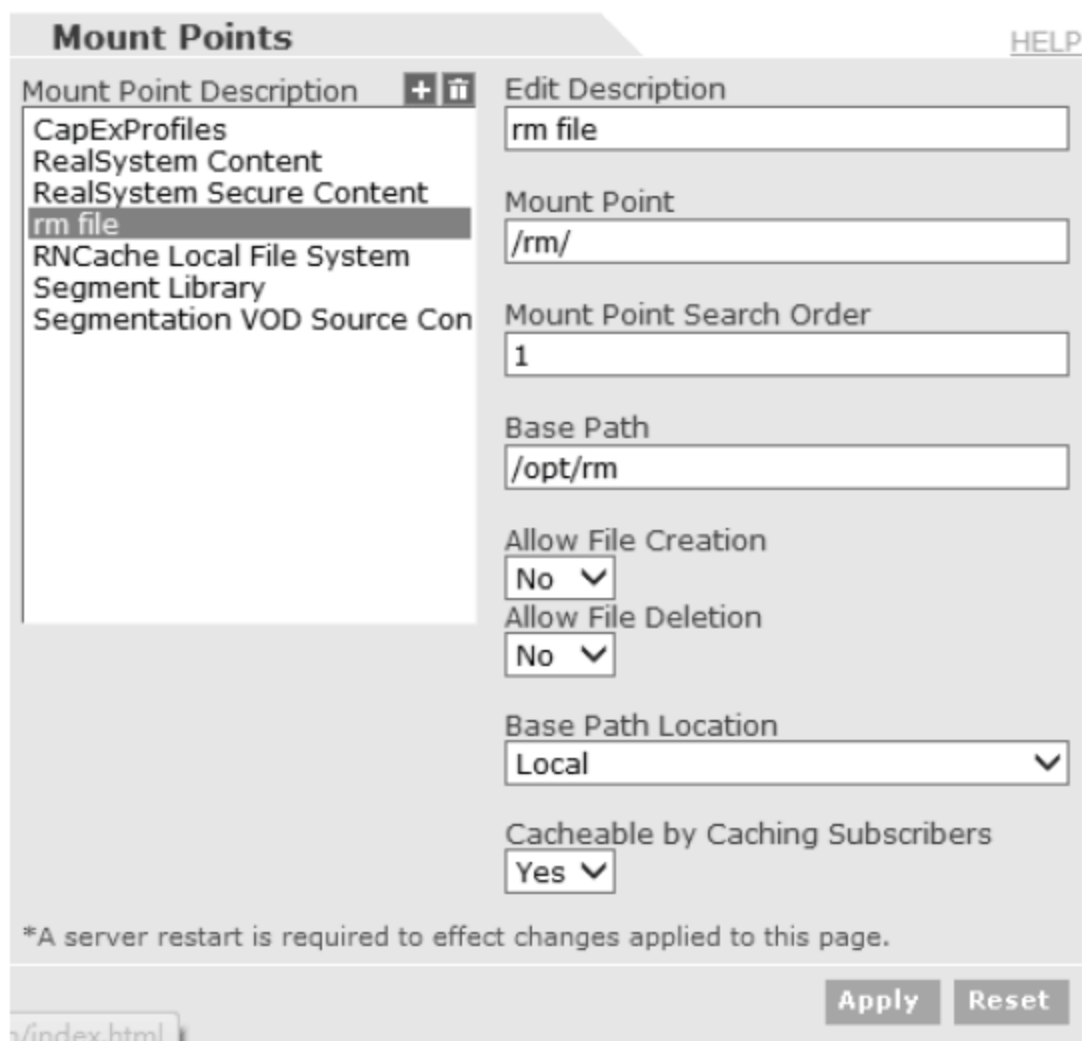 Mount Points
HELP
Mount Point Description
CapExProfiles
RealSystem Content
RealSystem Secure Content
rm file
RNCache Local File System
Segment Library
Segmentation VOD Source Con
Edit Description
rm file
Mount Point
/rm/
Mount Point Search Order
1
Base Path
/opt/rm
Allow File Creation
No
Allow File Deletion
No
Base Path Location
Local
Cacheable by Caching Subscribers
Yes
*A server restart is required to effect changes applied to this page.
Apply Reset
/index.html